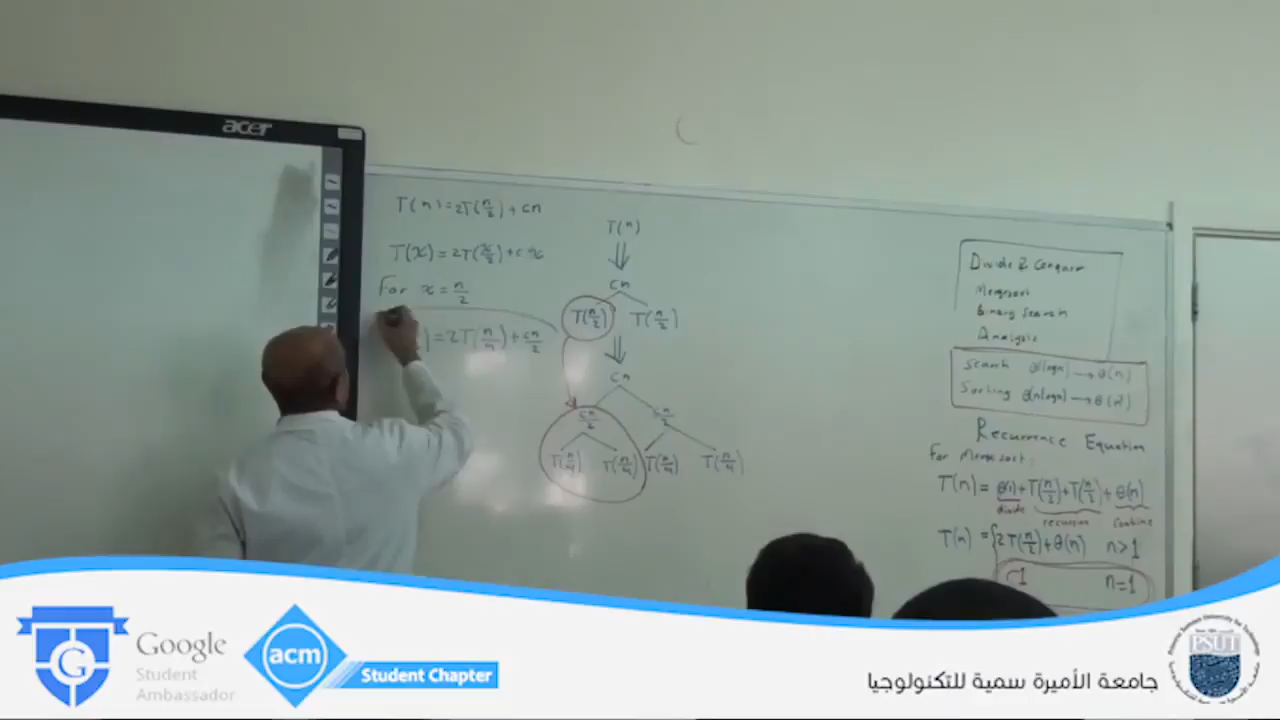 acer
T(n)=2T(n/2)+cn
T(x)=2T(x/2)+cx
For x=n/2
)=2T(n/4)+cn/2
T(n)
cn
T(n/2) T(n/2)
cn
cn/2 cn/2
T(n/4) T(n/4) T(n/4) T(n/4)
Divide & Conquer
Mergesort
Binary Search
Analysis
Search θ(logn)→θ(n)
Sorting θ(nlogn)→θ(n²)
Recurrence Equation
For Mergesort:
T(n)=θ(1)+T(n/2)+T(n/2)+θ(n)
divide recursion Combine
T(n)={2T(n/2)+θ(n) n>1
1 n=1
G
Google
Student
Ambassador
acm
Student Chapter
جامعة الأميرة سمية للتكنولوجيا
PSUT